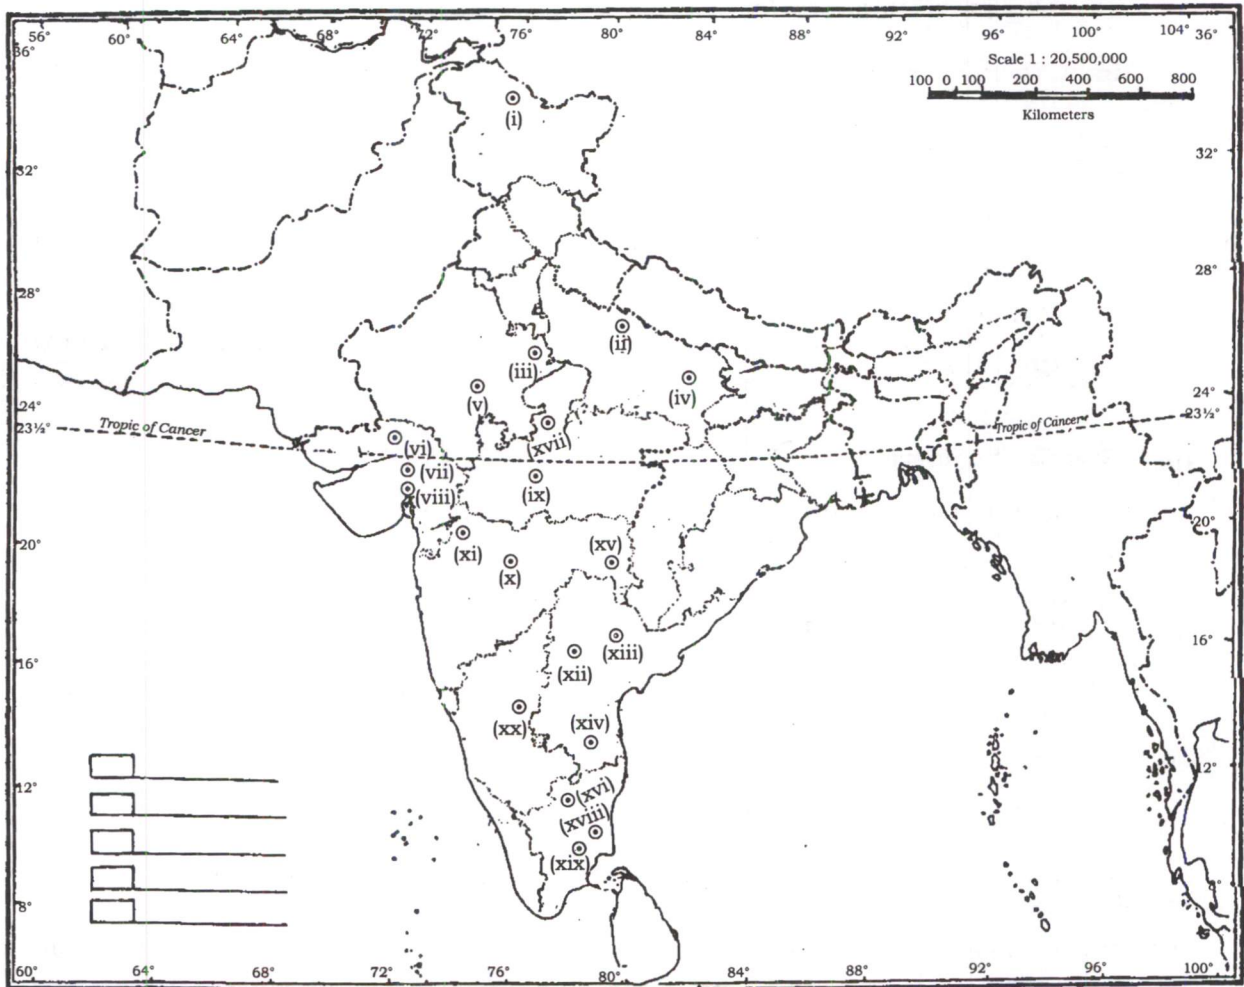 56° 60° 64° 68° 72° 76° 80° 84° 88° 92° 96° 100° 104°
36° 36°
Scale 1 : 20,500,000
100 0 100 200 400 600 800
Kilometers
(i)
32° 32°
28° 28°
(ii)
(iii)
(iv)
(v)
24° 24°
23½° Tropic of Cancer Tropic of Cancer 23½°
(xvii)
(vi)
(vii)
(viii)
(ix)
20° 20°
(xi)
(xv)
(x)
16° 16°
(xiii)
(xii)
(xx)
(xiv)
12° 12°
(xvi)
(xviii)
(xix)
8°
60° 64° 68° 72° 76° 80° 84° 88° 92° 96° 100°